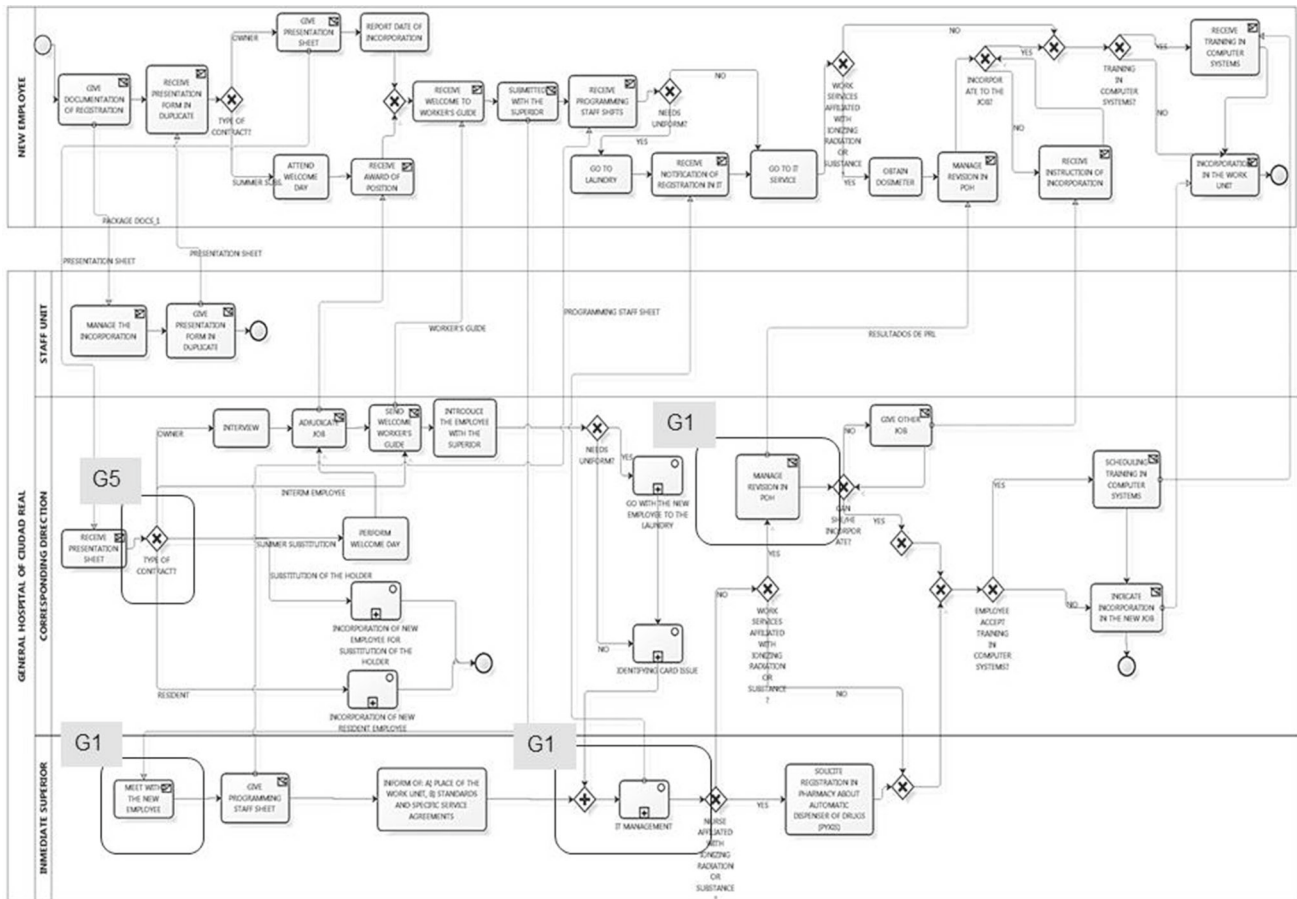 NEW EMPLOYEE
GIVE
DOCUMENTATION
OF REGISTRATION
RECEIVE
PRESENTATION
FORM IN
DUPLICATE
TYPE OF
CONTRACT?
OWNER
GIVE
PRESENTATION
SHEET
REPORT DATE OF
INCORPORATION
SUMMER SUBS.
ATTEND
WELCOME
DAY
RECEIVE
AWARD OF
POSITION
RECEIVE
WELCOME TO
WORKER'S
GUIDE
SUBMITTED
WITH THE
SUPERIOR
RECEIVE
PROGRAMMING
STAFF SHIFTS
NEEDS
UNIFORM?
NO
YES
GO TO
LAUNDRY
RECEIVE
NOTIFICATION OF
REGISTRATION IN IT
GO TO IT
SERVICE
WORK
SERVICES
AFFILIATED
WITH
IONIZING
RADIATION
OR
SUBSTANCE?
NO
YES
OBTAIN
DOSIMETER
MANAGE
REVISION IN
POH
INCORPOR
ATE TO THE
JOB?
YES
NO
RECEIVE
INSTRUCTION OF
INCORPORATION
TRAINING
IN
COMPUTER
SYSTEMS?
YES
NO
RECEIVE
TRAINING IN
COMPUTER
SYSTEMS
INCORPORATION
IN THE WORK
UNIT
PACKAGE DOCS_1
PRESENTATION SHEET
PRESENTATION SHEET
GENERAL HOSPITAL OF CIUDAD REAL
STAFF UNIT
MANAGE THE
INCORPORATION
GIVE
PRESENTATION
FORM IN
DUPLICATE
WORKER'S GUIDE
PROGRAMMING STAFF SHEET
RESULTADOS DE PRL
CORRESPONDING DIRECTION
G5
RECEIVE
PRESENTATION
SHEET
TYPE OF
CONTRACT?
OWNER
INTERVIEW
ADJUDICATE
JOB
SEND
WELCOME
WORKER'S
GUIDE
INTRODUCE
THE EMPLOYEE
WITH THE
SUPERIOR
INTERIM EMPLOYEE
SUMMER SUBSTITUTION
PERFORM
WELCOME DAY
SUBSTITUTION OF THE HOLDER
INCORPORATION OF NEW
EMPLOYEE FOR
SUBSTITUTION OF THE
HOLDER
RESIDENT
INCORPORATION OF NEW
RESIDENT EMPLOYEE
NEEDS
UNIFORM?
YES
GO WITH THE NEW
EMPLOYEE TO THE
LAUNDRY
NO
IDENTIFYING CARD ISSUE
G1
MANAGE
REVISION IN
POH
YES
NO
WORK
SERVICES
AFFILIATED
WITH
IONIZING
RADIATION
OR
SUBSTANCE
?
NO
CAN
SHE/HE
INCORPOR
ATE?
NO
GIVE OTHER
JOB
YES
EMPLOYEE
ACCEPT
TRAINING
IN
COMPUTER
SYSTEMS?
YES
NO
SCHEDULING
TRAINING IN
COMPUTER
SYSTEMS
INDICATE
INCORPORATION
IN THE NEW JOB
INMEDIATE SUPERIOR
G1
MEET WITH
THE NEW
EMPLOYEE
GIVE
PROGRAMMING
STAFF SHEET
INFORM OF: A) PLACE OF
THE WORK UNIT, B) STANDARDS
AND SPECIFIC SERVICE
AGREEMENTS
G1
IT MANAGEMENT
NURSE
AFFILIATED
WITH
IONIZING
RADIATION
OR
SUBSTANCE
YES
SOLICITE
REGISTRATION IN
PHARMACY ABOUT
AUTOMATIC
DISPENSER OF DRUGS
(PYXIS)